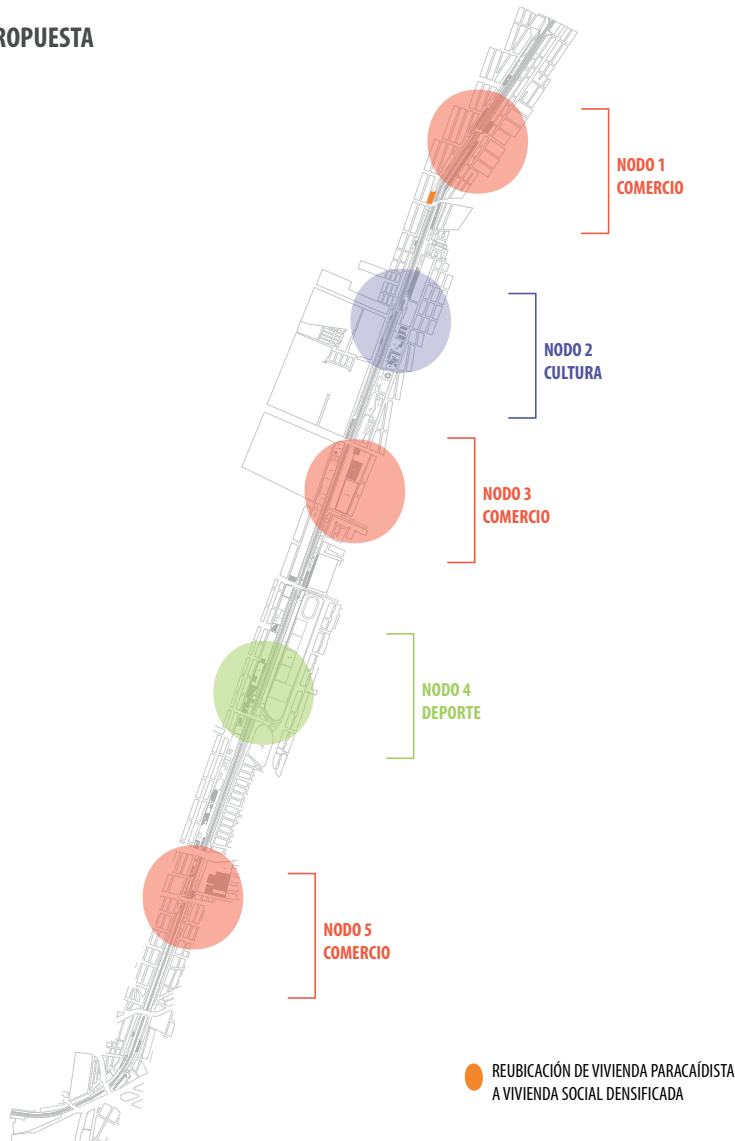 ROPUESTA
NODO 1
COMERCIO
NODO 2
CULTURA
NODO 3
COMERCIO
NODO 4
DEPORTE
NODO 5
COMERCIO
REUBICACIÓN DE VIVIENDA PARACAÍDISTA
A VIVIENDA SOCIAL DENSIFICADA